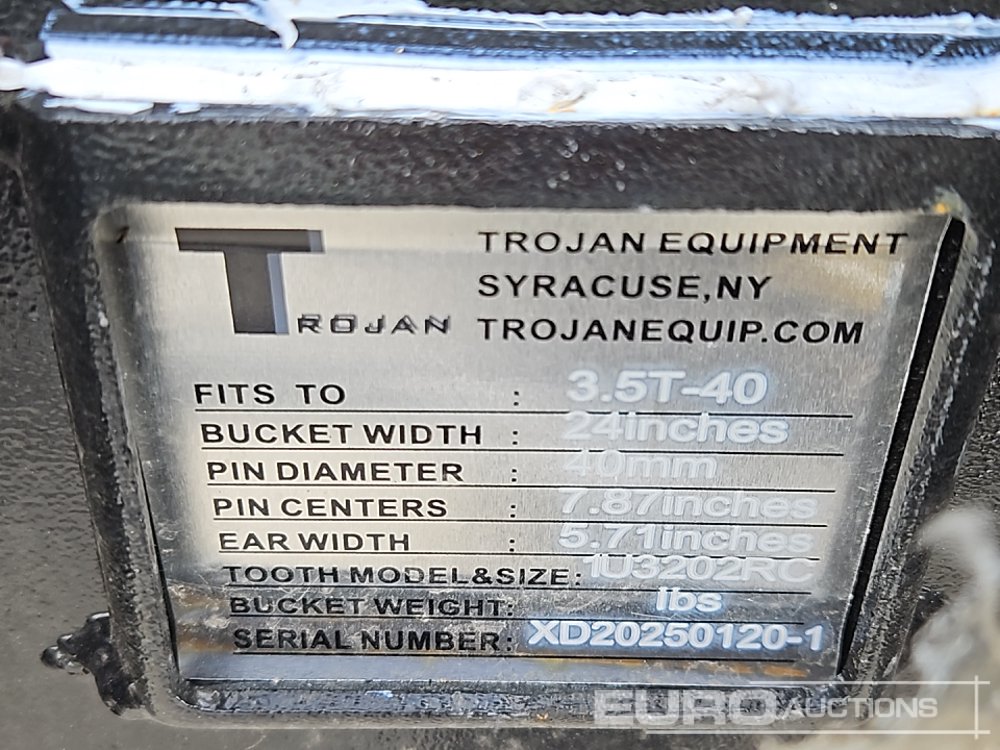 TROJAN
TROJAN EQUIPMENT
SYRACUSE,NY
TROJANEQUIP.COM
FITS TO : 3.5T-40
BUCKET WIDTH : 24inches
PIN DIAMETER : 40mm
PIN CENTERS : 7.87inches
EAR WIDTH : 5.71inches
TOOTH MODEL&SIZE: 1U3202RC
BUCKET WEIGHT: lbs
SERIAL NUMBER: XD20250120-1
EURO AUCTIONS